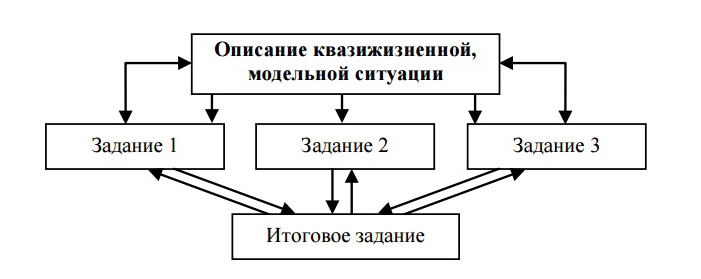 Описание квазижизненной,
модельной ситуации
Задание 1
Задание 2
Задание 3
Итоговое задание